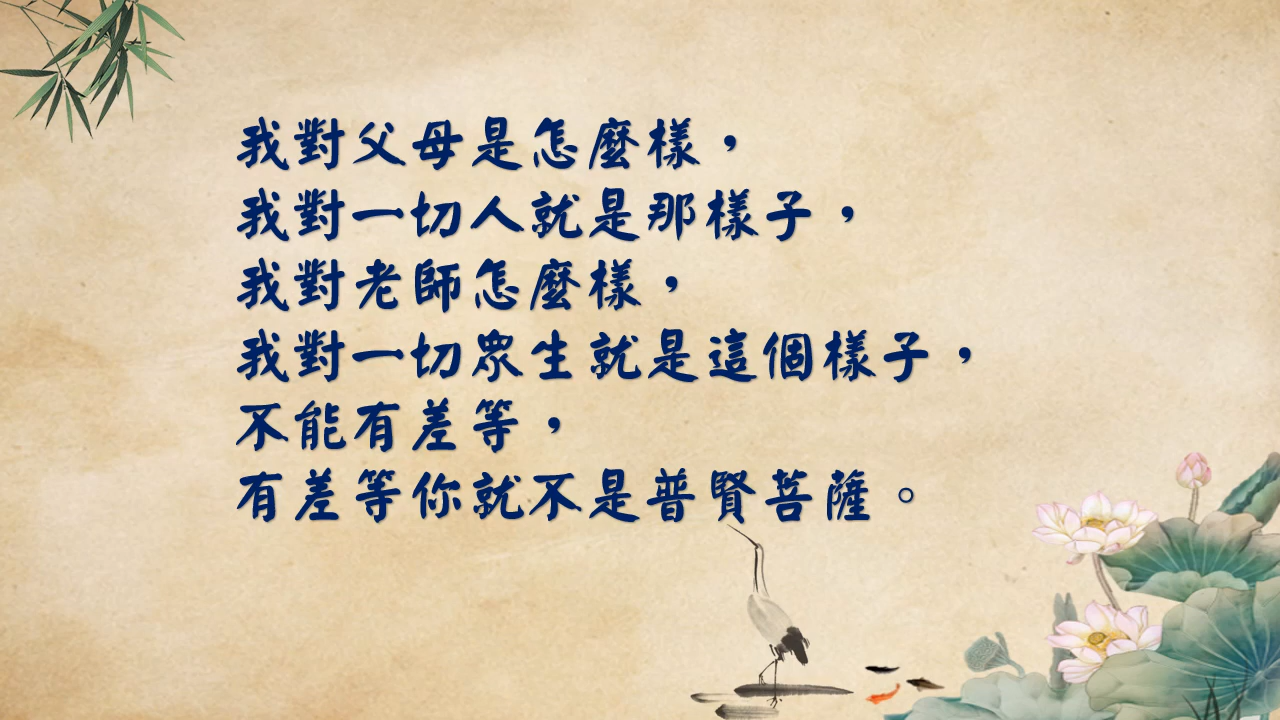 我對父母是怎麼樣，
我對一切人就是那樣子，
我對老師怎麼樣，
我對一切眾生就是這個樣子，
不能有差等，
有差等你就不是普賢菩薩。